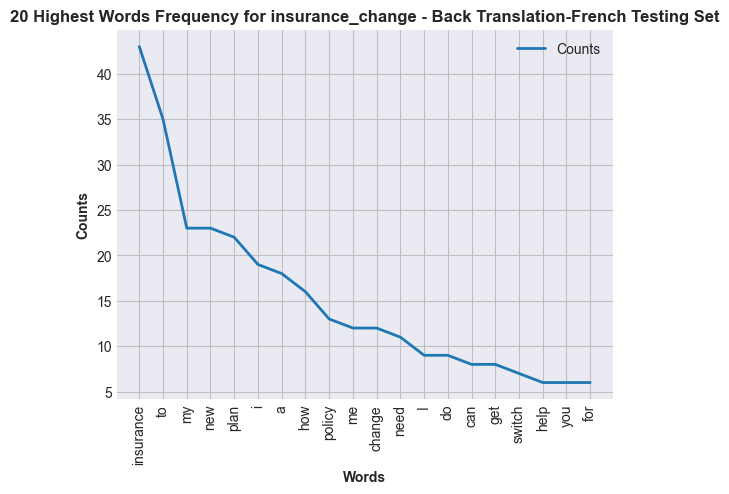 20 Highest Words Frequency for insurance_change - Back Translation-French Testing Set
Counts
40
35
30
25
20
15
10
5
Counts
insurance
to
my
new
plan
i
a
how
policy
me
change
need
I
do
can
get
switch
help
you
for
Words